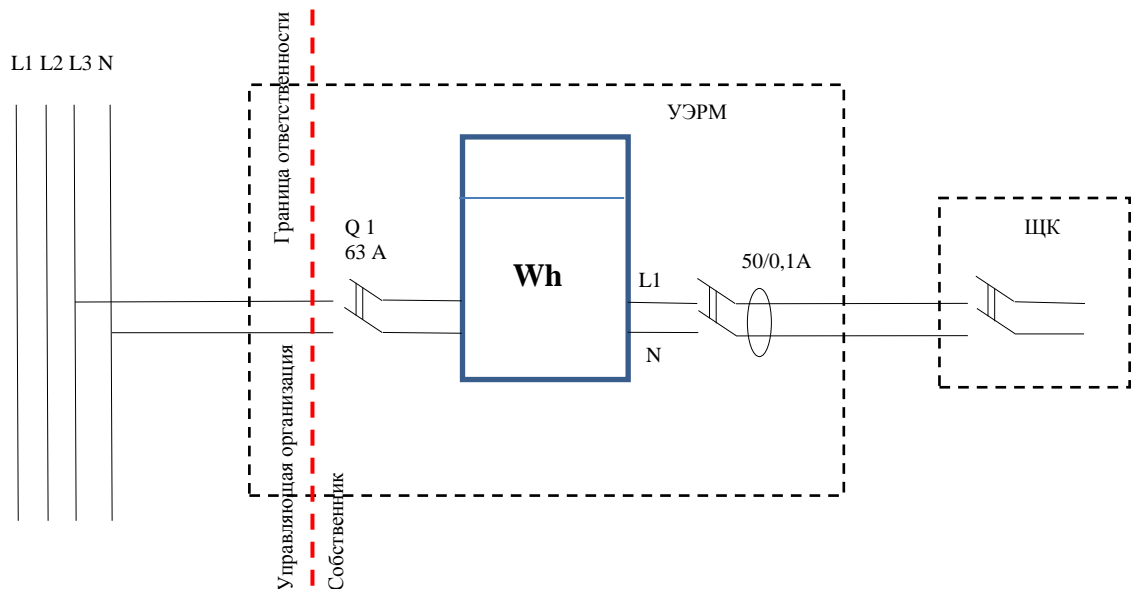 L1 L2 L3 N
Граница ответственности
УЭРМ
Q 1
63 А
Wh
L1
N
50/0,1А
ЩК
Управляющая организация
Собственник